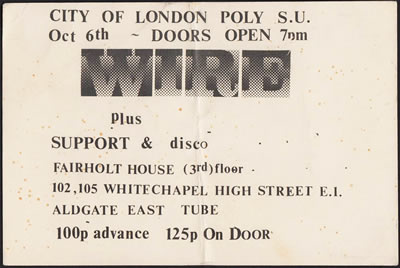 CITY OF LONDON POLY S.U.
Oct 6th ~ DOORS OPEN 7pm
WIRE
plus
SUPPORT & disco
FAIRHOLT HOUSE (3rd) floor
102,105 WHITECHAPEL HIGH STREET E.I.
ALDGATE EAST TUBE
100p advance 125p On DOOR